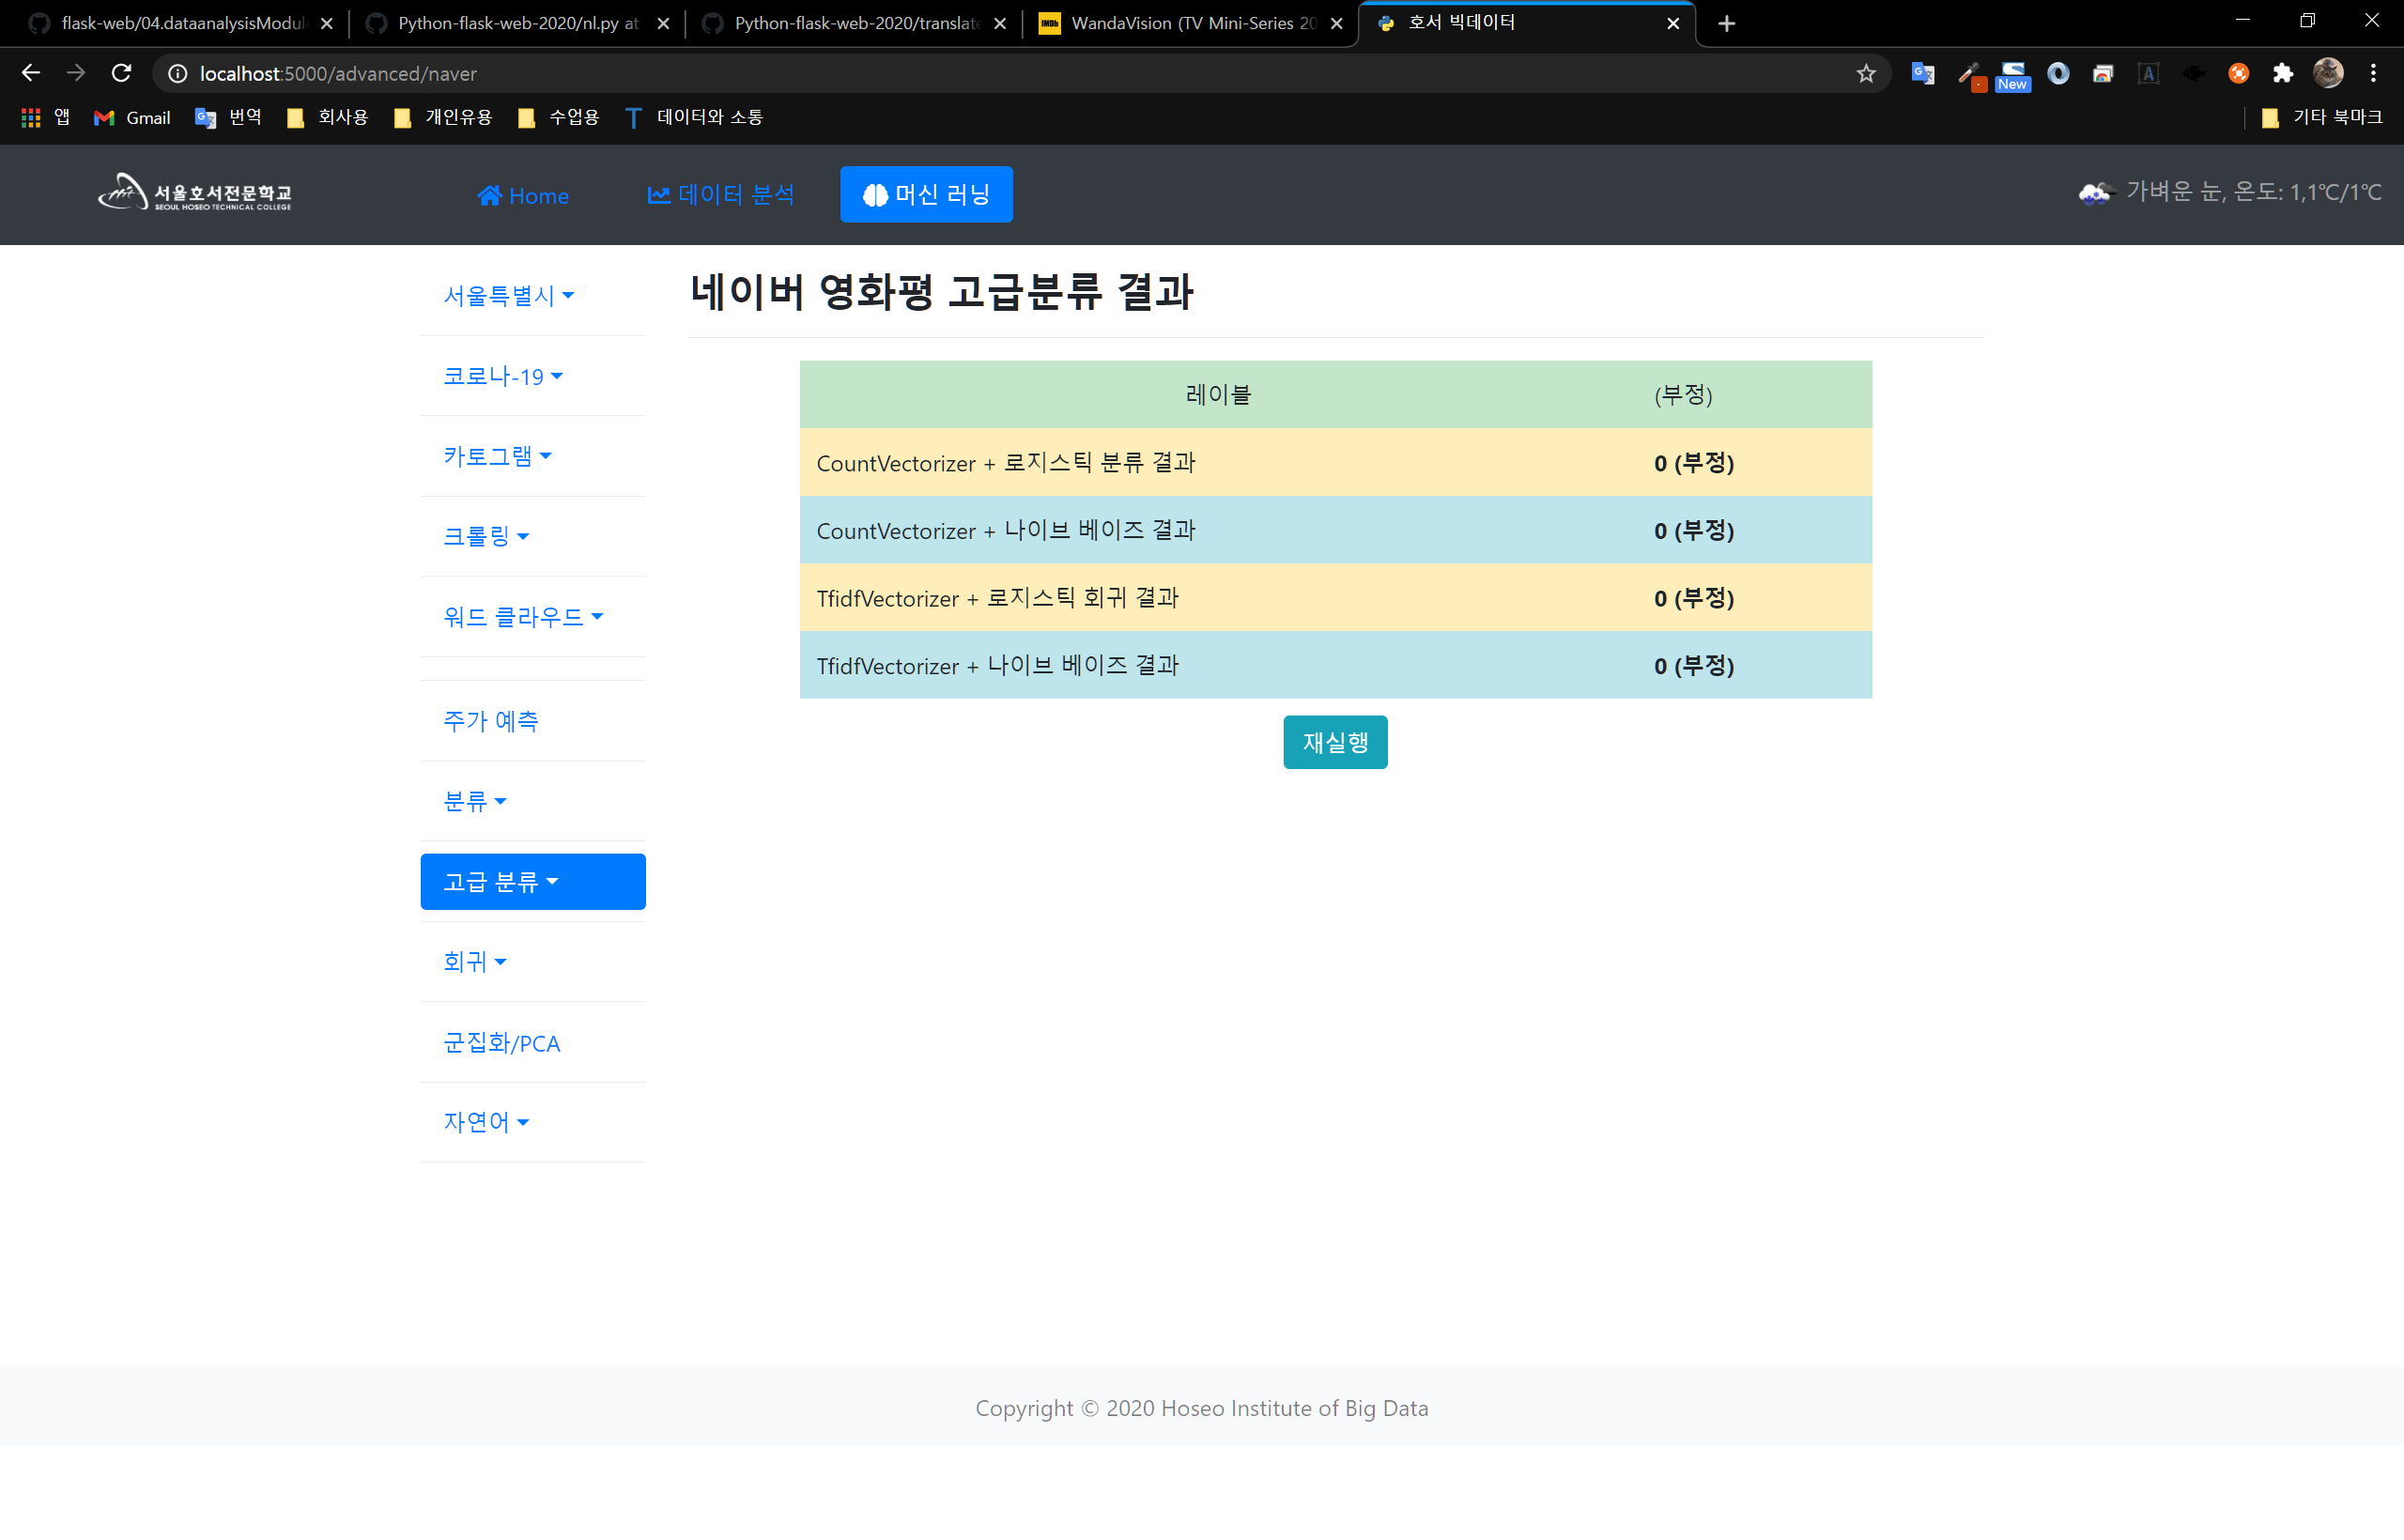 flask-web/04.dataanalysisModul
Python-flask-web-2020/nl.py at
Python-flask-web-2020/translate
IMDb
WandaVision (TV Mini-Series 20
호서 빅데이터
localhost:5000/advanced/naver
New
앱
Gmail
번역
회사용
개인유용
수업용
데이터와 소통
기타 북마크
서울호서전문학교
SEOUL HOSEO TECHNICAL COLLEGE
Home
데이터 분석
머신 러닝
가벼운 눈, 온도: 1,1℃/1℃
서울특별시
코로나-19
카토그램
크롤링
워드 클라우드
주가 예측
분류
고급 분류
회귀
군집화/PCA
자연어
네이버 영화평 고급분류 결과
레이블 (부정)
CountVectorizer + 로지스틱 분류 결과 0 (부정)
CountVectorizer + 나이브 베이즈 결과 0 (부정)
TfidfVectorizer + 로지스틱 회귀 결과 0 (부정)
TfidfVectorizer + 나이브 베이즈 결과 0 (부정)
재실행
Copyright © 2020 Hoseo Institute of Big Data